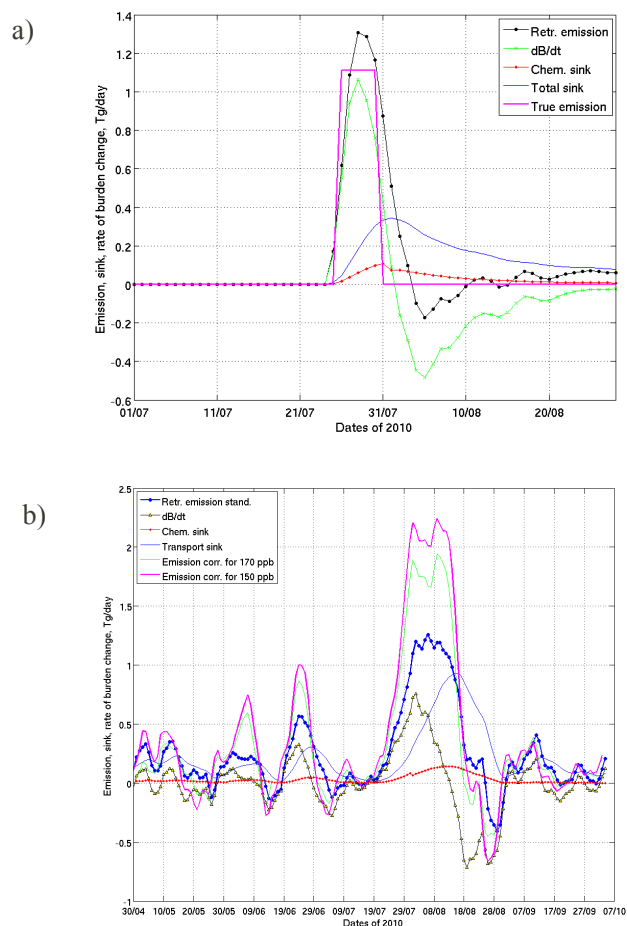 a)
Emission, sink, rate of burden change, Tg/day
1.4
1.2
1
0.8
0.6
0.4
0.2
0
-0.2
-0.4
-0.6
Retr. emission
dB/dt
Chem. sink
Total sink
True emission
01/07 11/07 21/07 31/07 10/08 20/08
Dates of 2010
b)
Emission, sink, rate of burden change, Tg/day
2.5
2
1.5
1
0.5
0
-0.5
-1
Retr. emission stand.
dB/dt
Chem. sink
Transport sink
Emission corr. for 170 ppb
Emission corr. for 150 ppb
30/04 10/05 20/05 30/05 09/06 19/06 29/06 09/07 19/07 29/07 08/08 18/08 28/08 07/09 17/09 27/09 07/10
Dates of 2010